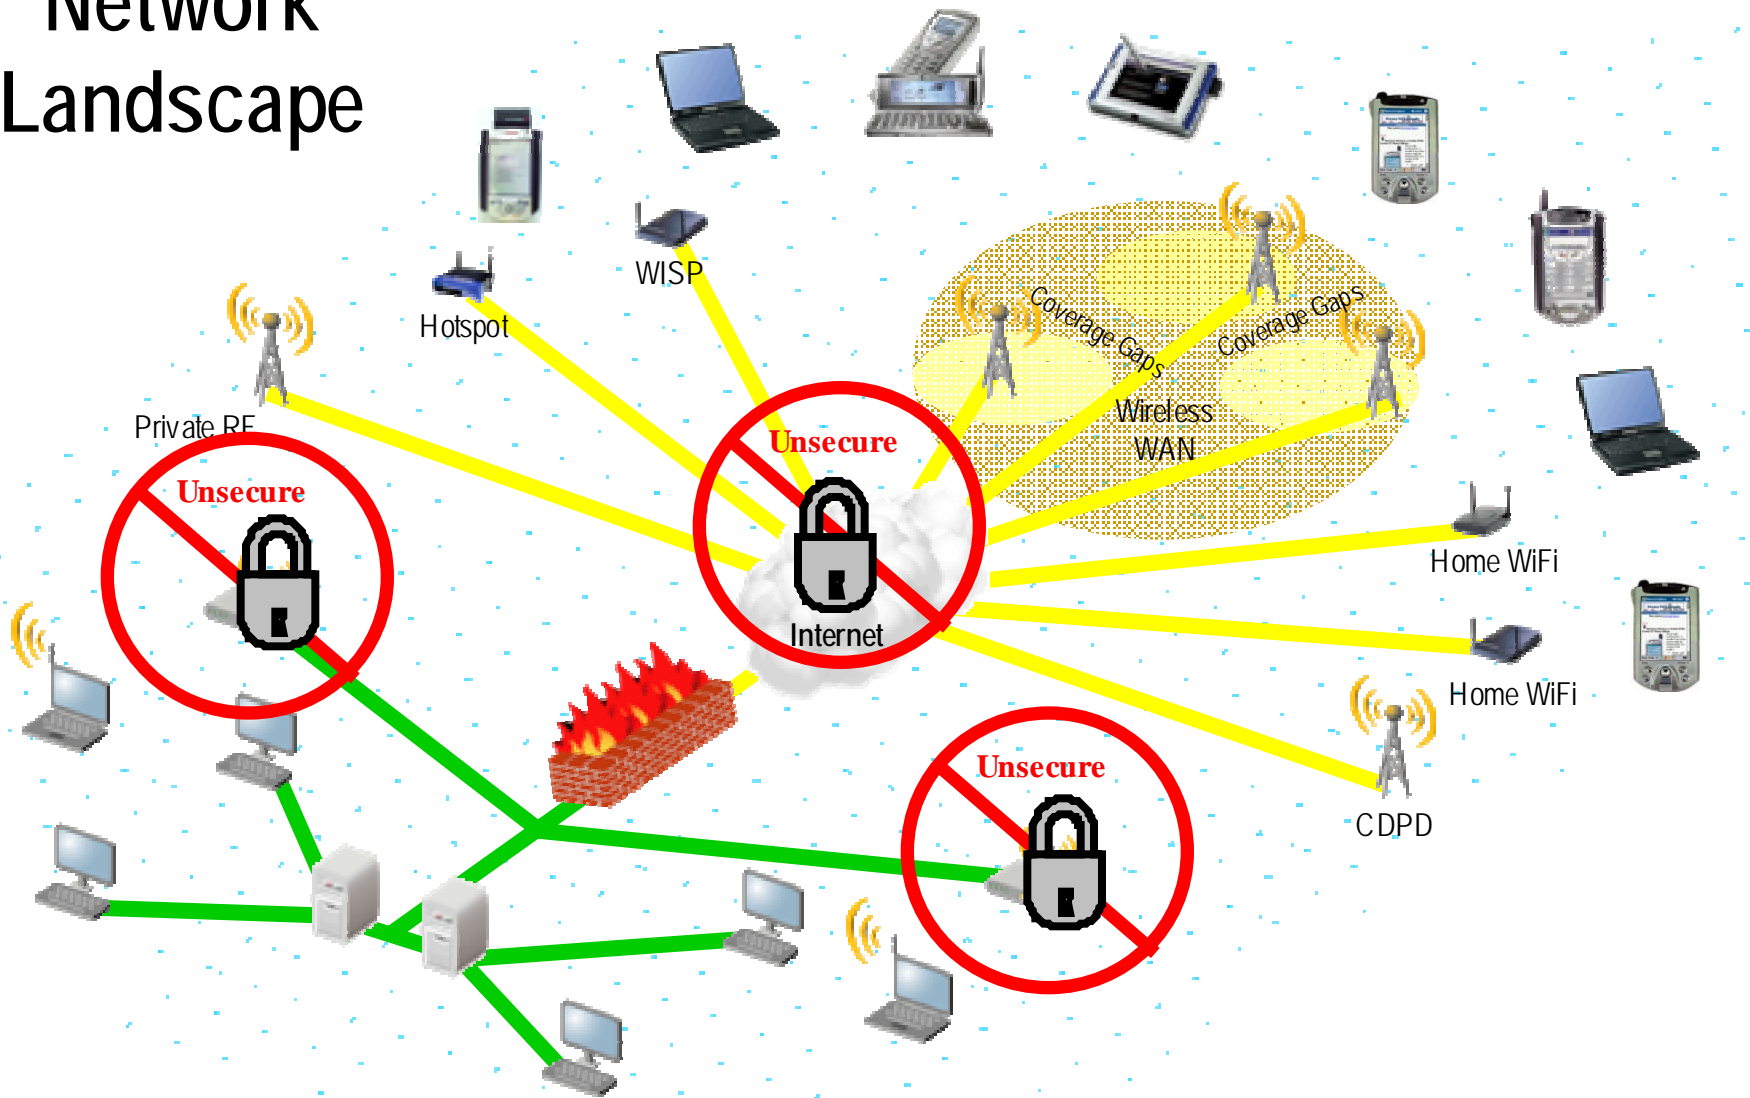 Network
Landscape
WISP
Hotspot
Coverage Gaps
Coverage Gaps
Private RF
Wireless
WAN
Unsecure
Unsecure
Home WiFi
Internet
Home WiFi
Unsecure
CDPD